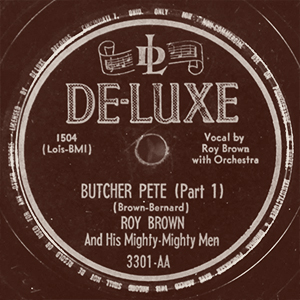 DL
DE-LUXE
1504
(Lois-BMI)
Vocal by
Roy Brown
with Orchestra
BUTCHER PETE (Part 1)
(Brown-Bernard)
ROY BROWN
And His Mighty-Mighty Men
3301-AA